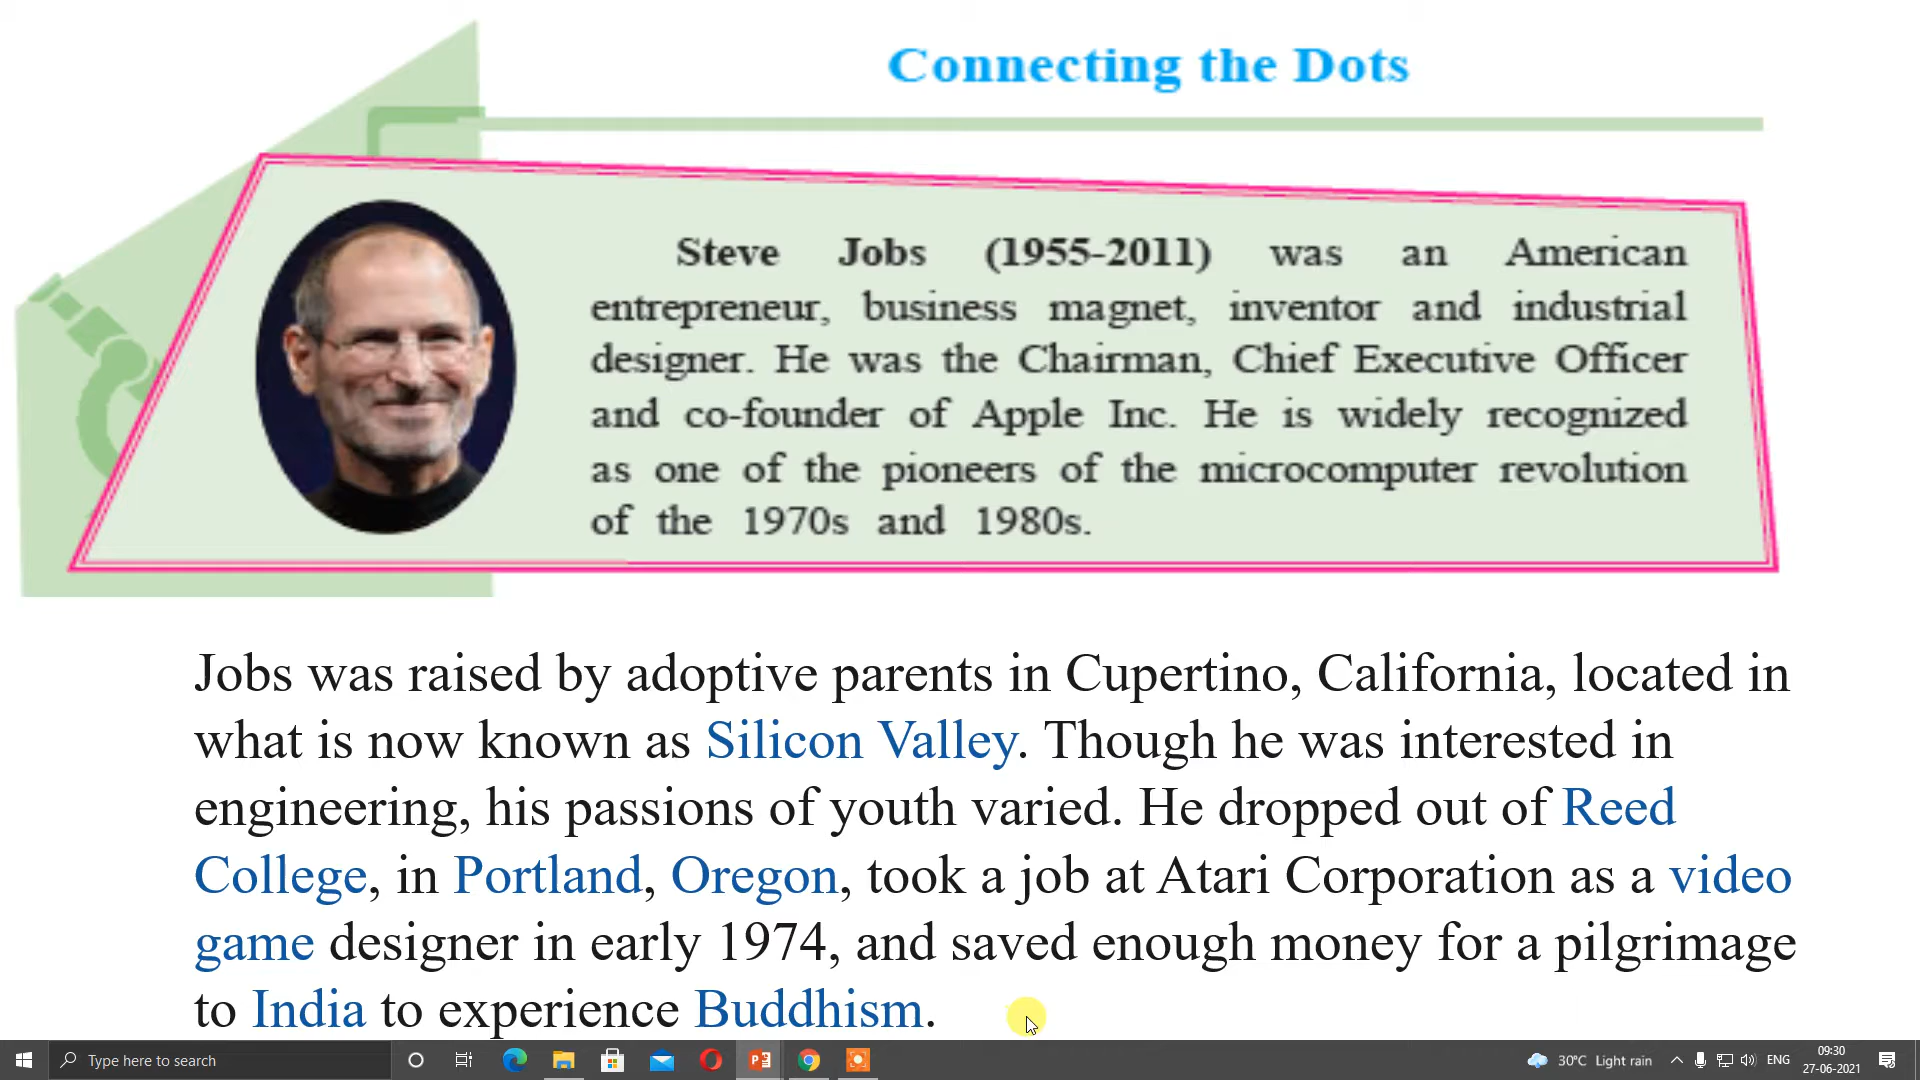 Connecting the Dots
Steve Jobs (1955-2011) was an American
entrepreneur, business magnet, inventor and industrial
designer. He was the Chairman, Chief Executive Officer
and co-founder of Apple Inc. He is widely recognized
as one of the pioneers of the microcomputer revolution
of the 1970s and 1980s.
Jobs was raised by adoptive parents in Cupertino, California, located in
what is now known as Silicon Valley. Though he was interested in
engineering, his passions of youth varied. He dropped out of Reed
College, in Portland, Oregon, took a job at Atari Corporation as a video
game designer in early 1974, and saved enough money for a pilgrimage
to India to experience Buddhism.
Type here to search
30°C Light rain
ENG
09:30
27-06-2021